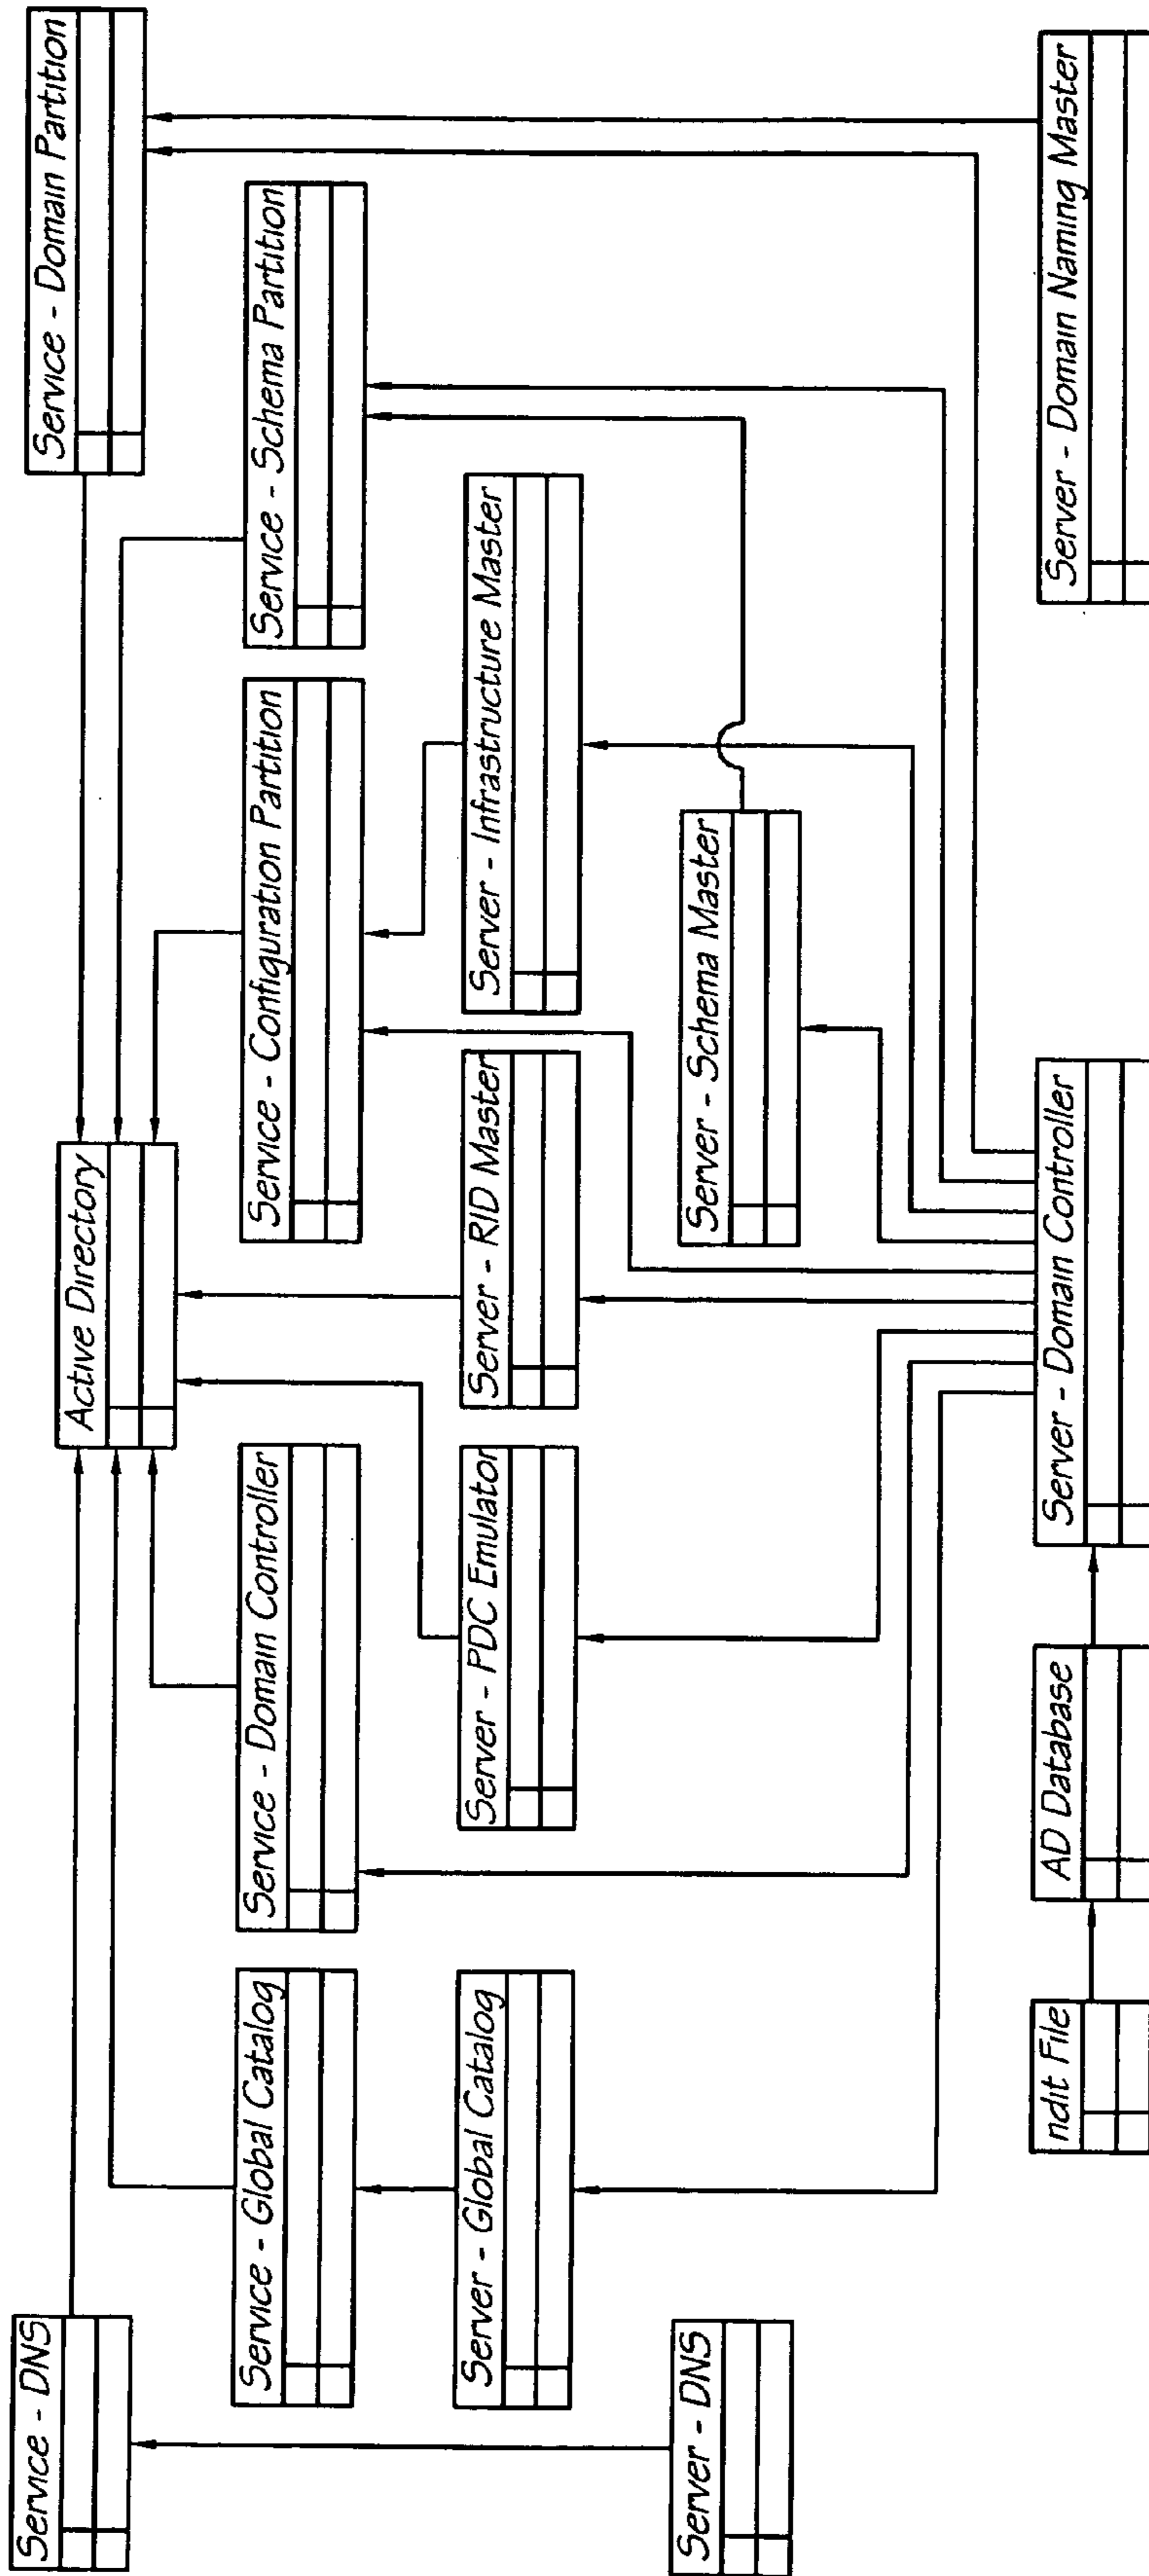 Service - DNS
Active Directory
Service - Domain Partition
Service - Global Catalog
Service - Domain Controller
Service - Configuration Partition
Service - Schema Partition
Server - Global Catalog
Server - PDC Emulator
Server - RID Master
Server - Infrastructure Master
Server - DNS
Server - Schema Master
ndit File
AD Database
Server - Domain Controller
Server - Domain Naming Master